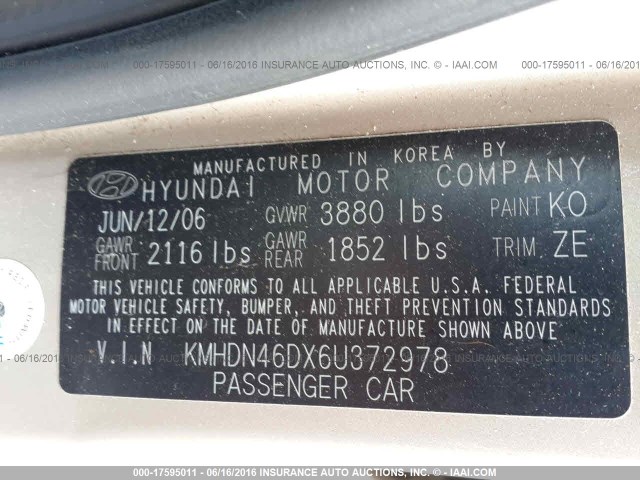 000-17595011 - 06/16/2016 - INSURANCE AUTO AUCTIONS, INC. © - IAAI.COM
MANUFACTURED IN KOREA BY
HYUNDAI MOTOR COMPANY
JUN/12/06 GVWR 3880 lbs PAINT KO
GAWR FRONT 2116 lbs GAWR REAR 1852 lbs TRIM ZE
THIS VEHICLE CONFORMS TO ALL APPLICABLE U.S.A. FEDERAL
MOTOR VEHICLE SAFETY, BUMPER, AND THEFT PREVENTION STANDARDS
IN EFFECT ON THE DATE OF MANUFACTURE SHOWN ABOVE.
V.I.N KMHDN46DX6U372978
PASSENGER CAR
000-17595011 - 06/16/2016 - INSURANCE AUTO AUCTIONS, INC. © - IAAI.COM